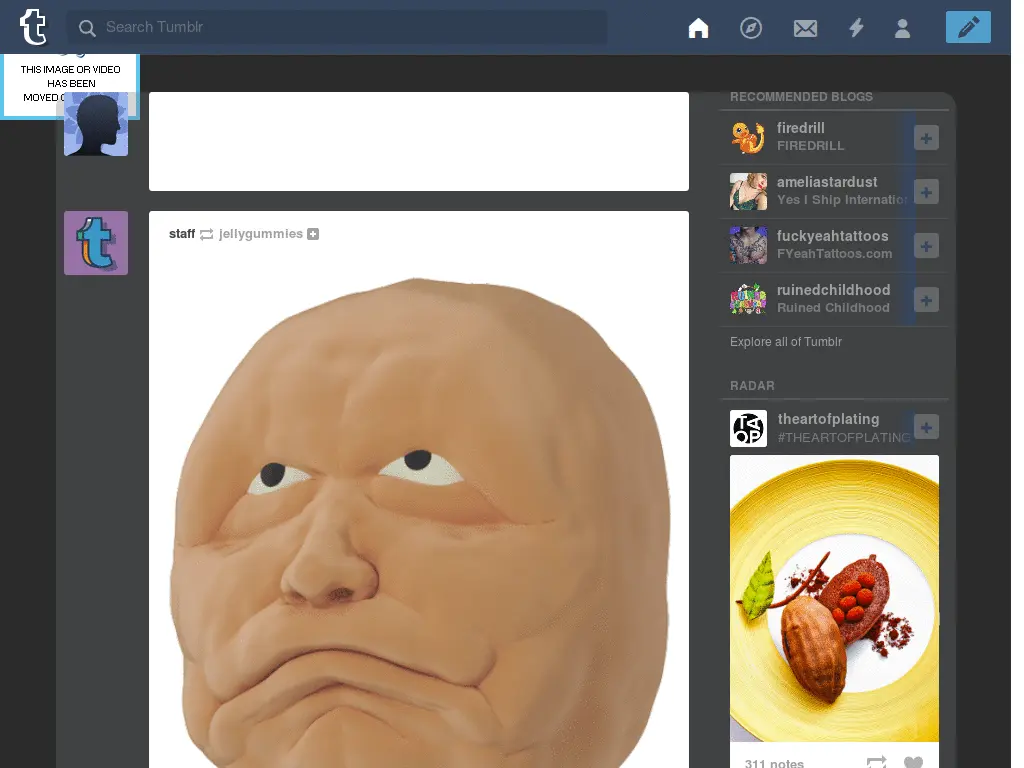 Search Tumblr
THIS IMAGE OR VIDEO
HAS BEEN
MOVED
staff jellygummies
RECOMMENDED BLOGS
firedrill
FIREDRILL
ameliastardust
Yes I Ship Internatio
fuckyeahtattoos
FYeahTattoos.com
ruinedchildhood
Ruined Childhood
Explore all of Tumblr
RADAR
theartofplating
TAOP
#THEARTOFPLATING
311 notes